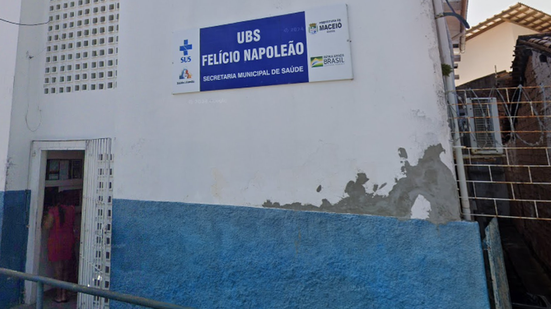 UBS
FELÍCIO NAPOLEÃO
SECRETARIA MUNICIPAL DE SAÚDE
SUS
MACEIÓ
BRASIL